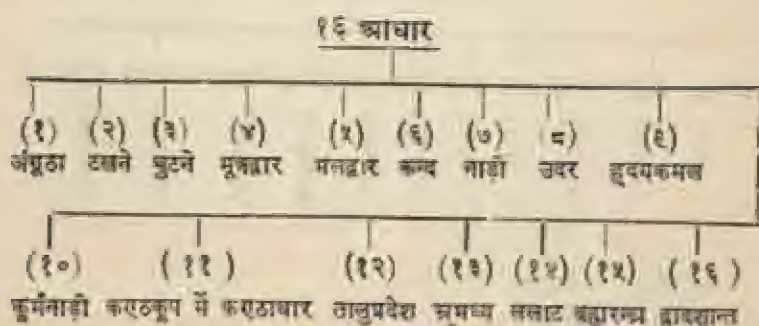 १६ आधार
(१) (२) (३) (४) (५) (६) (७) (८) (९)
अंगूठा टखने घुटने मूत्रद्वार मलद्वार कन्द नाड़ी उदर हृदयकमल
(१०) (११) (१२) (१३) (१४) (१५) (१६)
कूर्मनाड़ी कण्ठकूप में कण्ठाधार तालुप्रदेश भ्रूमध्य ललाट ब्रह्मरन्ध्र द्वादशान्त